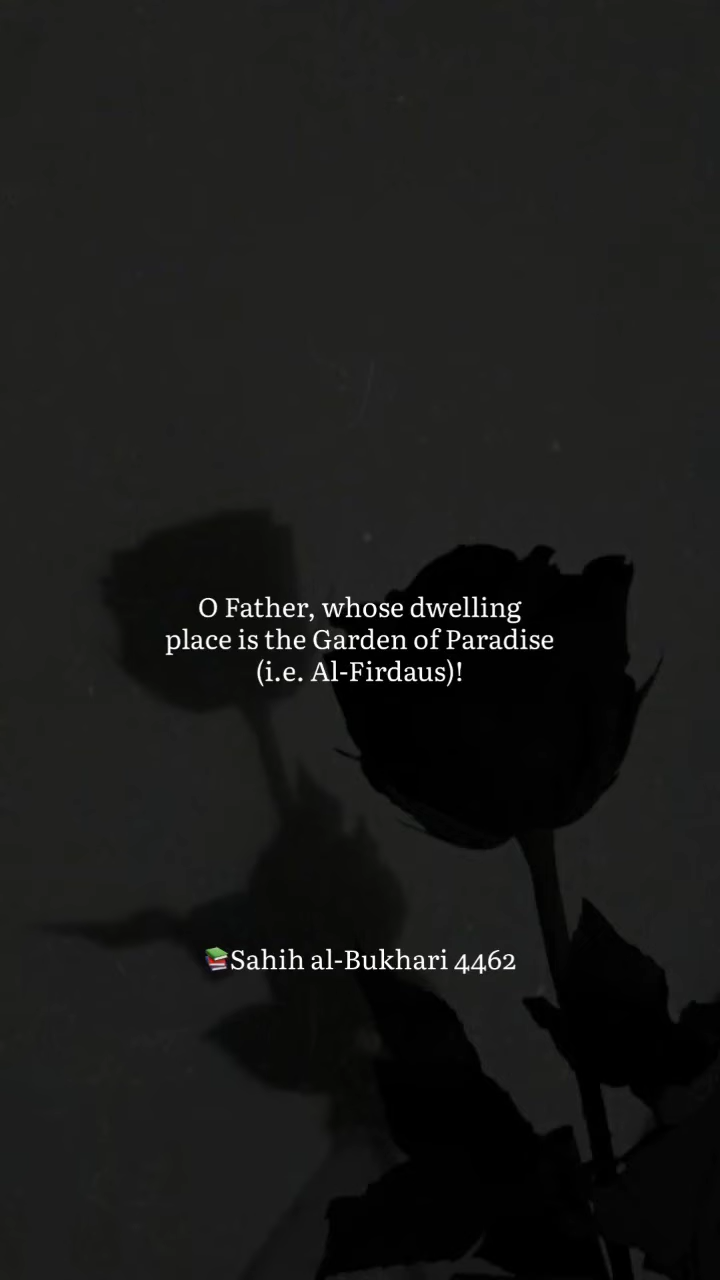 O Father, whose dwelling
place is the Garden of Paradise
(i.e. Al-Firdaus)!
📚Sahih al-Bukhari 4462